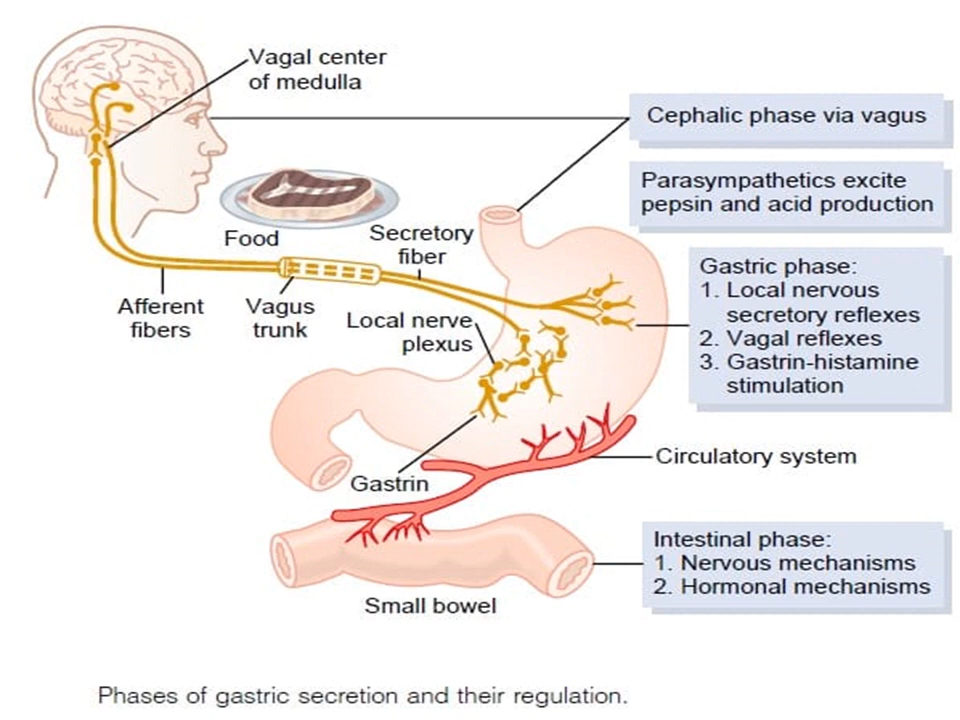 Vagal center
of medulla
Cephalic phase via vagus
Parasympathetics excite
pepsin and acid production
Food
Secretory
fiber
Gastric phase:
1. Local nervous
secretory reflexes
2. Vagal reflexes
3. Gastrin-histamine
stimulation
Afferent
fibers
Vagus
trunk
Local nerve
plexus
Circulatory system
Gastrin
Intestinal phase:
1. Nervous mechanisms
2. Hormonal mechanisms
Small bowel
Phases of gastric secretion and their regulation.